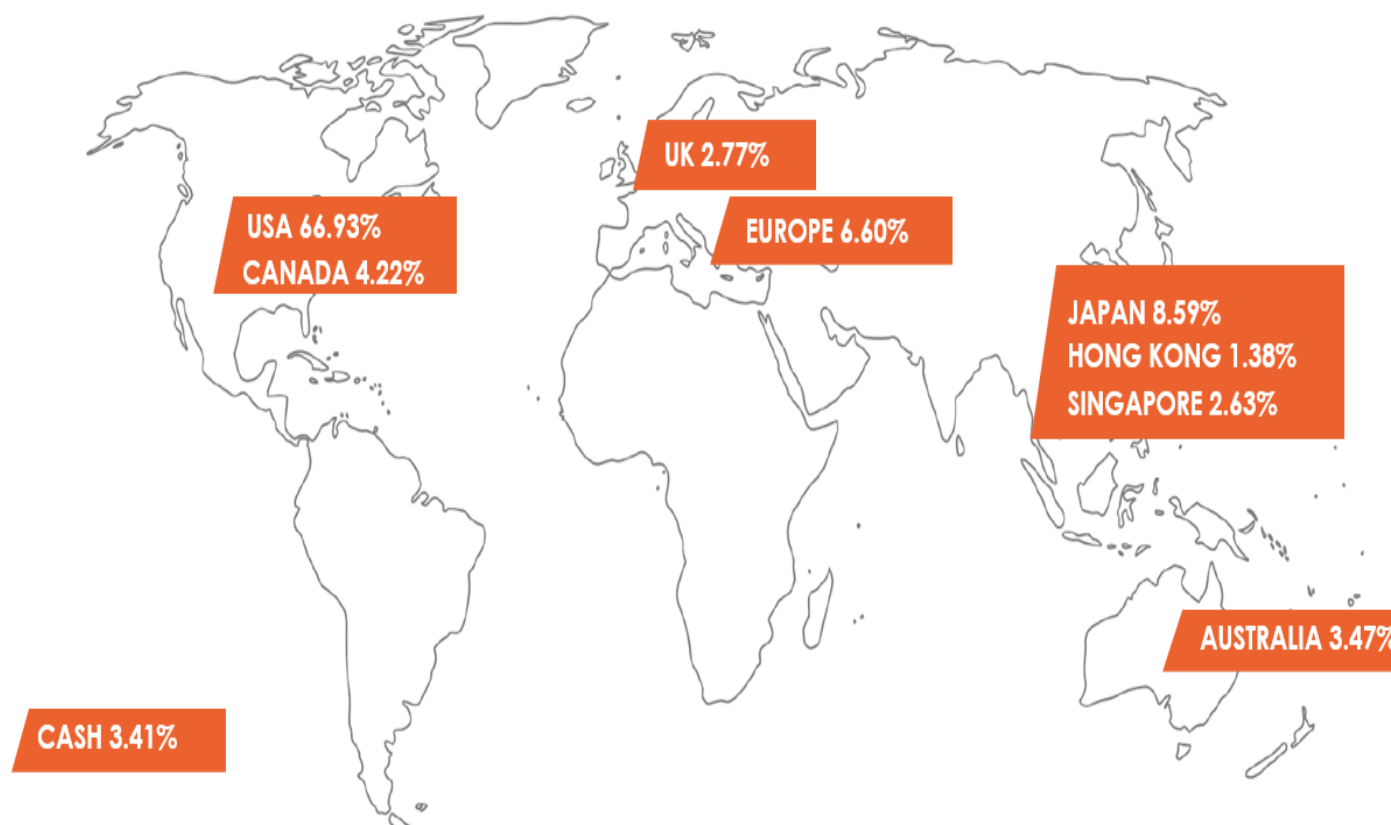 UK 2.77%
USA 66.93%
CANADA 4.22%
EUROPE 6.60%
JAPAN 8.59%
HONG KONG 1.38%
SINGAPORE 2.63%
AUSTRALIA 3.47%
CASH 3.41%